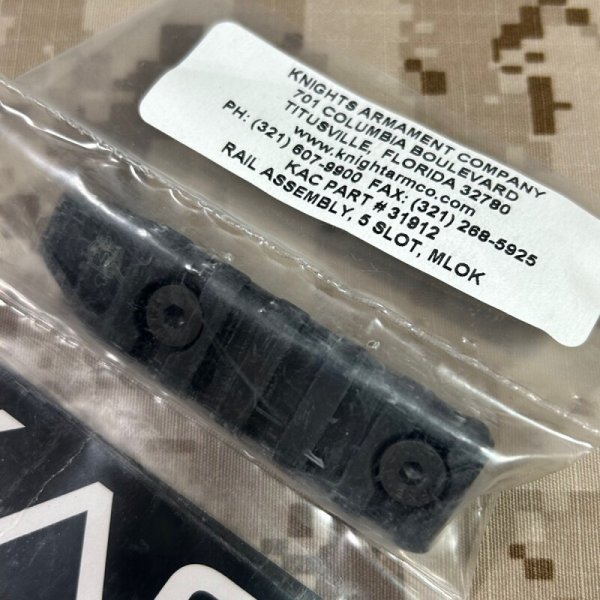 KNIGHTS ARMAMENT COMPANY
701 COLUMBIA BOULEVARD
TITUSVILLE, FLORIDA 32780
www.knightarmco.com
PH: (321) 607-9900 FAX: (321) 268-5925
KAC PART # 31912
RAIL ASSEMBLY, 5 SLOT, MLOK